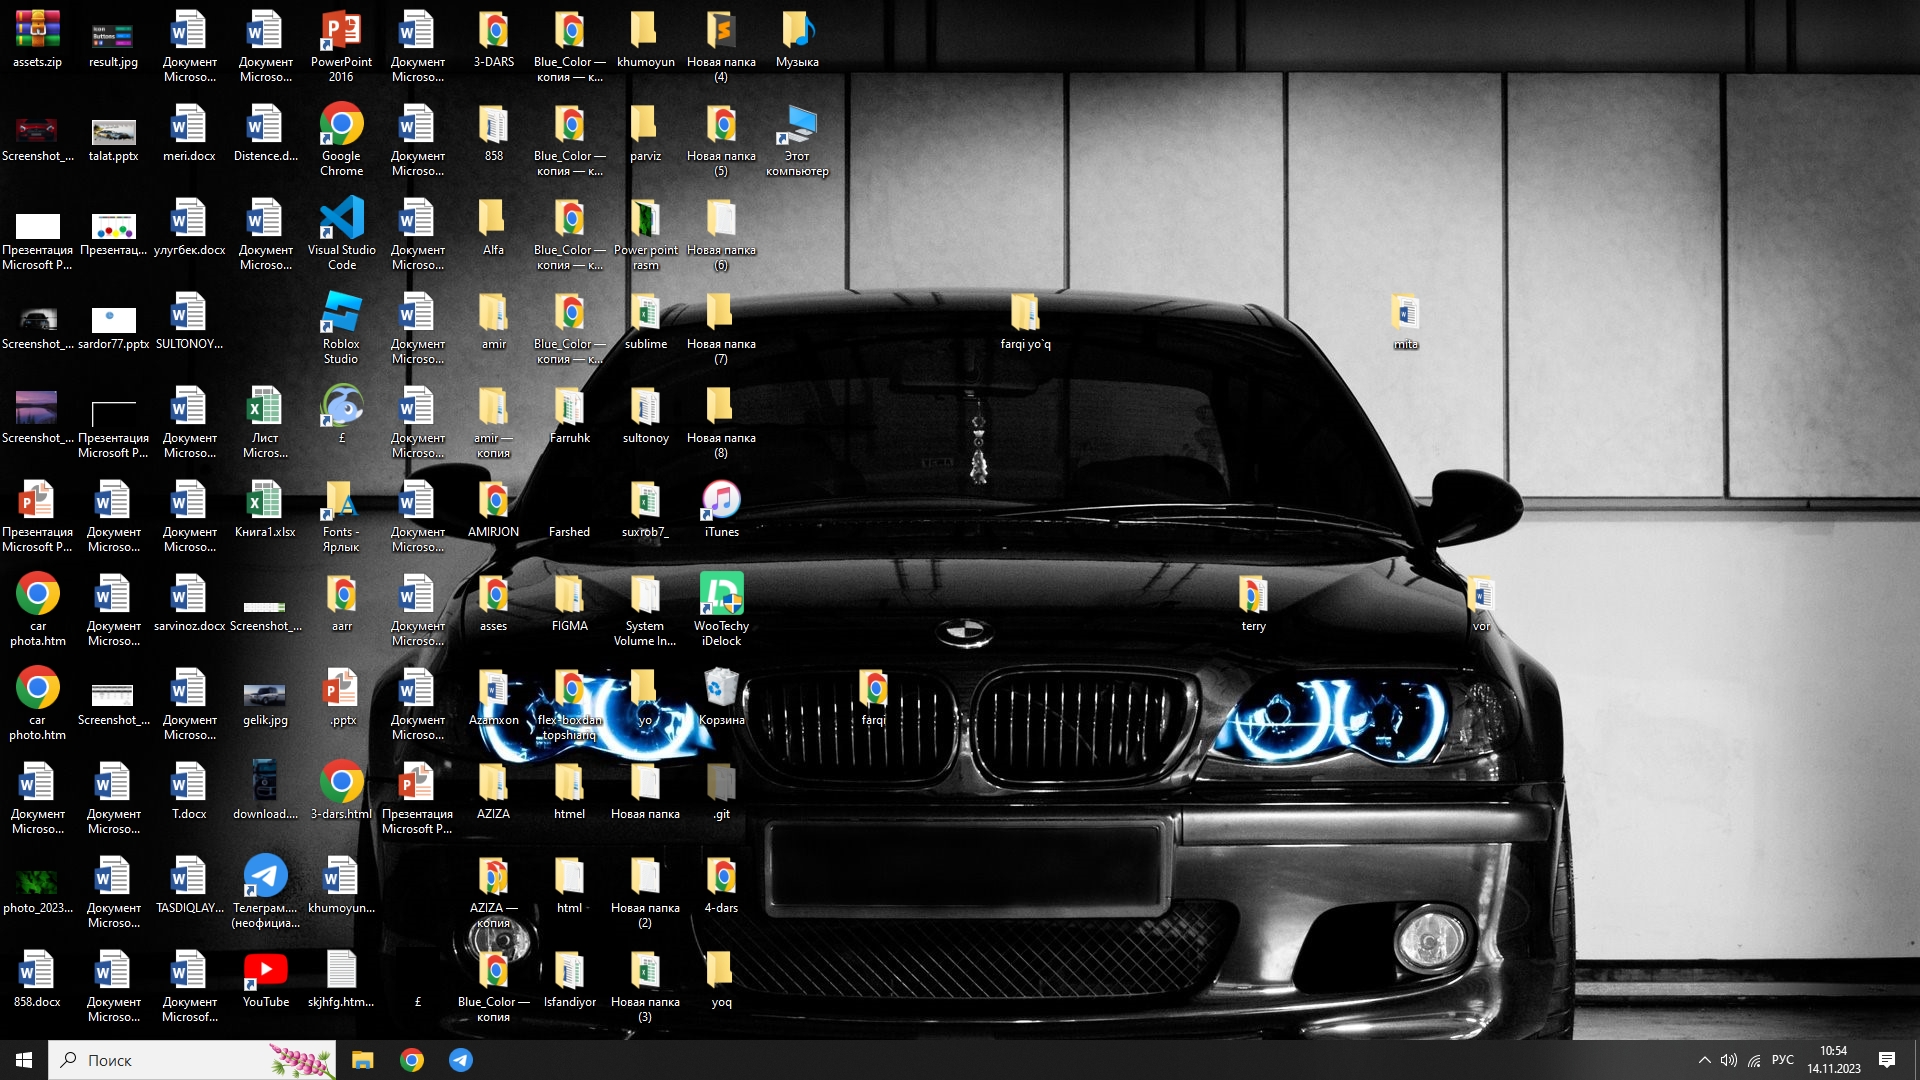 assets.zip
result.jpg
Документ
Microso...
Документ
Microso...
PowerPoint
2016
Документ
Microso...
3-DARS
Blue_Color —
копия — к...
khumoyun
Новая папка
(4)
Музыка
Screenshot_...
talat.pptx
meri.docx
Distence.d...
Google
Chrome
Документ
Microso...
858
Blue_Color —
копия — к...
parviz
Новая папка
(5)
Этот
компьютер
Презентация
Microsoft P...
Презентац...
улугбек.docx
Документ
Microso...
Visual Studio
Code
Документ
Microso...
Alfa
Blue_Color —
копия — к...
Power point
rasm
Новая папка
(6)
Screenshot_...
sardor77.pptx
SULTONOY...
Roblox
Studio
Документ
Microso...
amir
Blue_Color —
копия — к...
sublime
Новая папка
(7)
farqi yo`q
mita
Screenshot_...
Презентация
Microsoft P...
Документ
Microso...
Лист
Micros...
£
Документ
Microso...
amir —
копия
Farruhk
sultonoy
Новая папка
(8)
Презентация
Microsoft P...
Документ
Microso...
Документ
Microso...
Книга1.xlsx
Fonts -
Ярлык
Документ
Microso...
AMIRJON
Farshed
suxrob7_
iTunes
car
phota.htm
Документ
Microso...
sarvinoz.docx
Screenshot_...
aarr
Документ
Microso...
asses
FIGMA
System
Volume In...
WooTechy
iDelock
terry
vor
car
photo.htm
Screenshot_...
Документ
Microso...
gelik.jpg
.pptx
Документ
Microso...
Azamxon
flex-boxdan
topshiariq
yo
Корзина
farqi
Документ
Microso...
Документ
Microso...
T.docx
download....
3-dars.html
Презентация
Microsoft P...
AZIZA
htmel
Новая папка
.git
photo_2023...
Документ
Microso...
TASDIQLAY...
Телеграм....
(неофициа...
khumoyun...
AZIZA —
копия
html
Новая папка
(2)
4-dars
858.docx
Документ
Microso...
Документ
Microsof...
YouTube
skjhfg.htm...
£
Blue_Color —
копия
Isfandiyor
Новая папка
(3)
yoq
Поиск
РУС
10:54
14.11.2023